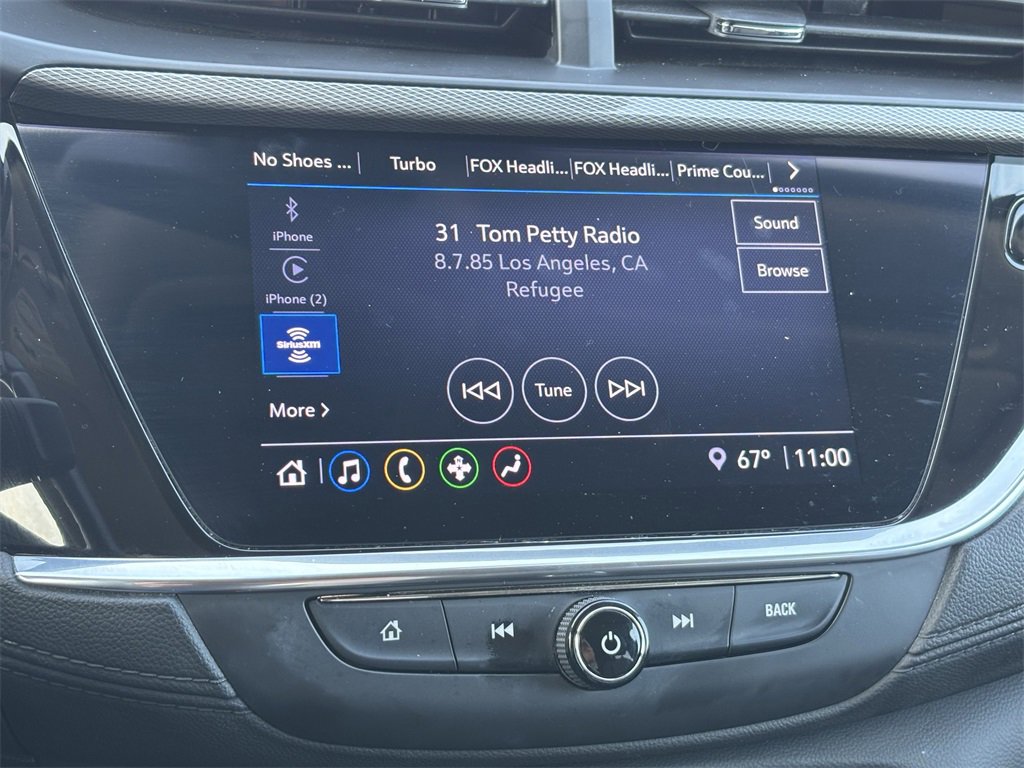 No Shoes ... Turbo FOX Headli... FOX Headli... Prime Cou...
iPhone
iPhone (2)
SiriusXM
More
31 Tom Petty Radio
8.7.85 Los Angeles, CA
Refugee
Sound
Browse
Tune
67° 11:00
BACK